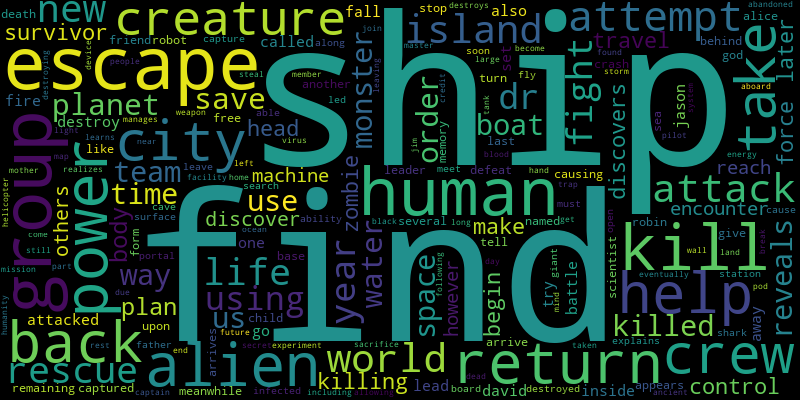 death
new
creature
fall
stop
destroys
attempt
abandoned
survivor
friend
robot
called
along
also
island
master
join
travel
alice
behind
escape
device
destroying
capture
monster
soon
become
set
found
crash
god
take
force
later
fire
planet
steal
member
another
large
fly
storm
aboard
ship
people
save
led
turn
dr
fight
destroy
manages
weapon
able
free
order
memory
credit
tank
boat
discovers
jason
sea
system
pilot
group
light
learns
like
city
near
head
virus
last
jim
energy
map
team
leave
left
machine
zombie
leader
meet
defeat
blood
hand
causing
reach
mother
realizes
power
others
time
cave
facility
home
search
use
human
trap
must
attack
helicopter
body
surface
discover
ability
black
several
long
named
get
encounter
cause
come
still
form
ocean
one
year
water
make
tell
robin
open
kill
wall
give
land
break
reveals
mission
part
way
portal
life
base
space
following
however
day
begin
try
mind
giant
battle
scientist
eventually
station
find
humanity
due
plan
using
us
help
pod
attacked
upon
child
go
killed
shark
away
back
rest
father
arrives
future
end
secret
experiment
sacrifice
world
arrive
taken
explains
return
crew
rescue
alien
killing
dead
remaining
captured
captain
meanwhile
infected
including
allowing
lead
board
david
destroyed
inside
appears
ancient
control